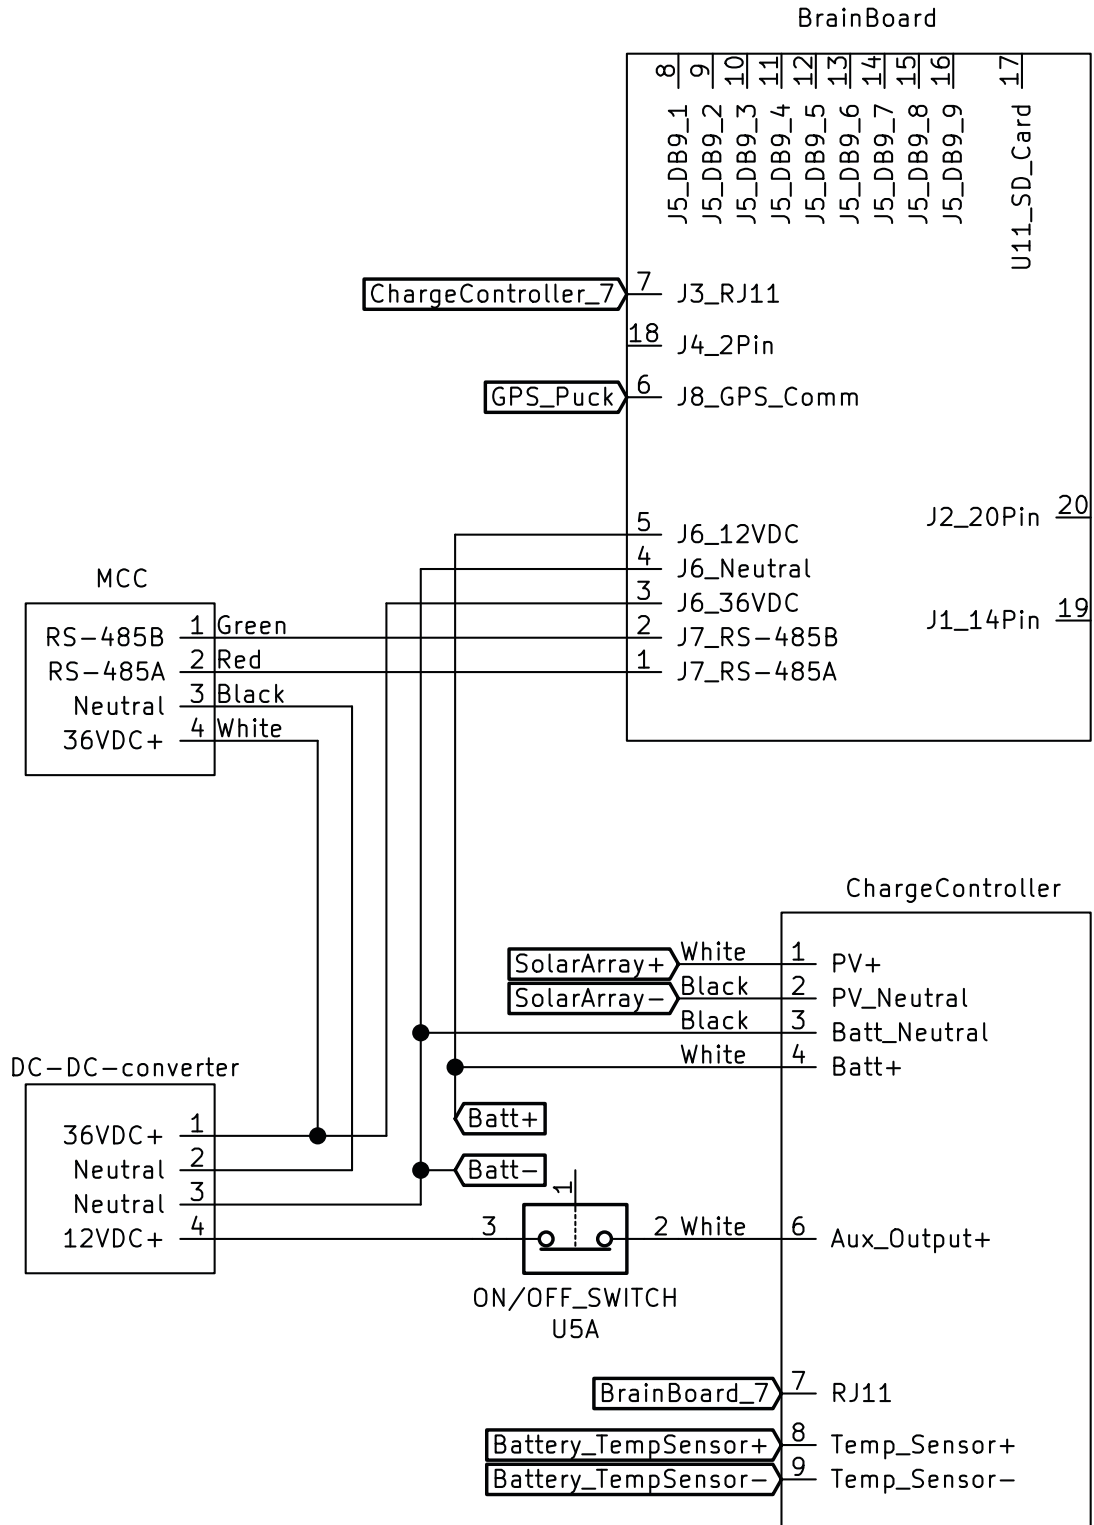 BrainBoard
8
9
10
11
12
13
14
15
16
17
J5_DB9_1
J5_DB9_2
J5_DB9_3
J5_DB9_4
J5_DB9_5
J5_DB9_6
J5_DB9_7
J5_DB9_8
J5_DB9_9
U11_SD_Card
ChargeController_7 7 J3_RJ11
18 J4_2Pin
GPS_Puck 6 J8_GPS_Comm
J2_20Pin 20
5 J6_12VDC
4 J6_Neutral
3 J6_36VDC
J1_14Pin 19
2 J7_RS-485B
1 J7_RS-485A
MCC
RS-485B 1 Green
RS-485A 2 Red
Neutral 3 Black
36VDC+ 4 White
ChargeController
SolarArray+ White 1 PV+
SolarArray- Black 2 PV_Neutral
Black 3 Batt_Neutral
White 4 Batt+
DC-DC-converter
36VDC+ 1
Neutral 2
Neutral 3
12VDC+ 4
Batt+
Batt-
1
3
2 White 6 Aux_Output+
ON/OFF_SWITCH
U5A
BrainBoard_7 7 RJ11
Battery_TempSensor+ 8 Temp_Sensor+
Battery_TempSensor- 9 Temp_Sensor-